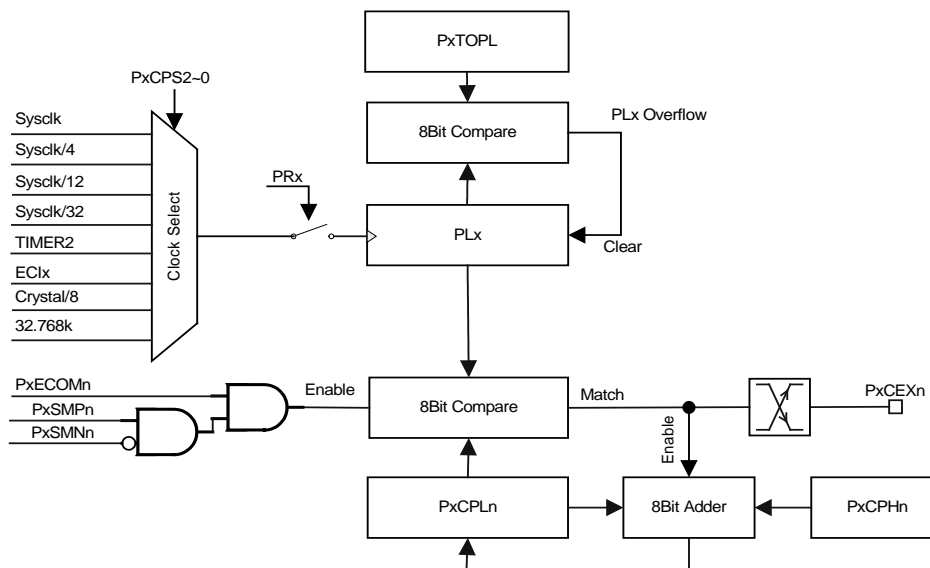 PxTOPL
PxCPS2~0
8Bit Compare
PLx Overflow
Sysclk
Sysclk/4
Sysclk/12
Sysclk/32
TIMER2
ECIx
Crystal/8
32.768k
Clock Select
PRx
PLx
Clear
PxECOMn
PxSMPn
PxSMNn
Enable
8Bit Compare
Match
PxCEXn
Enable
PxCPLn
8Bit Adder
PxCPHn